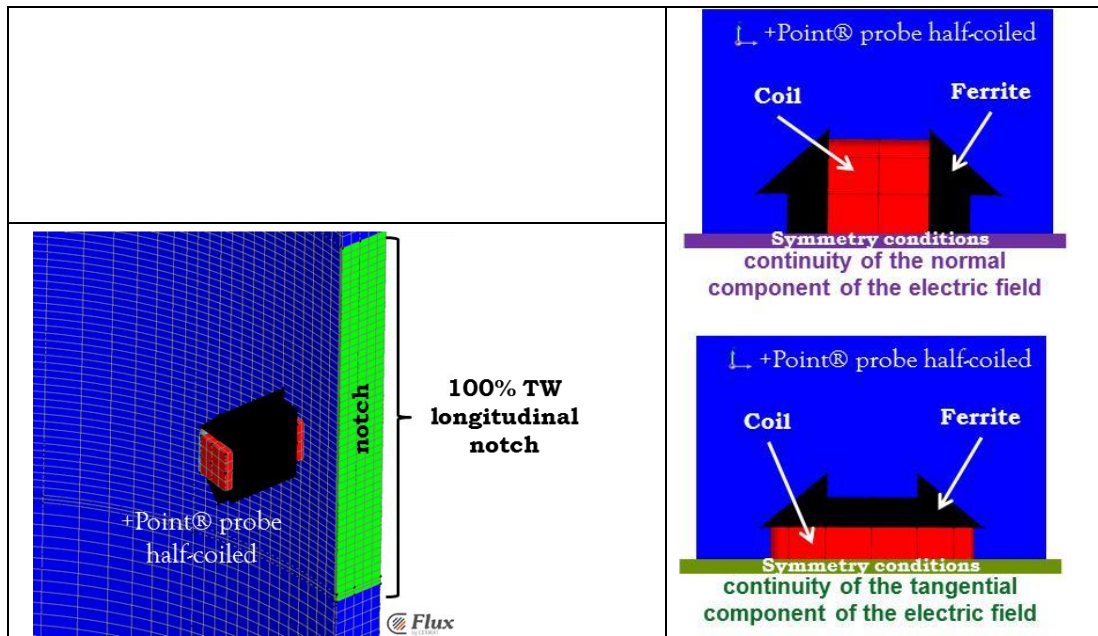 notch
100% TW
longitudinal
notch
+Point® probe
half-coiled
Flux
by CEDRAT
+Point® probe half-coiled
Coil
Ferrite
Symmetry conditions
continuity of the normal
component of the electric field
+Point® probe half-coiled
Coil
Ferrite
Symmetry conditions
continuity of the tangential
component of the electric field